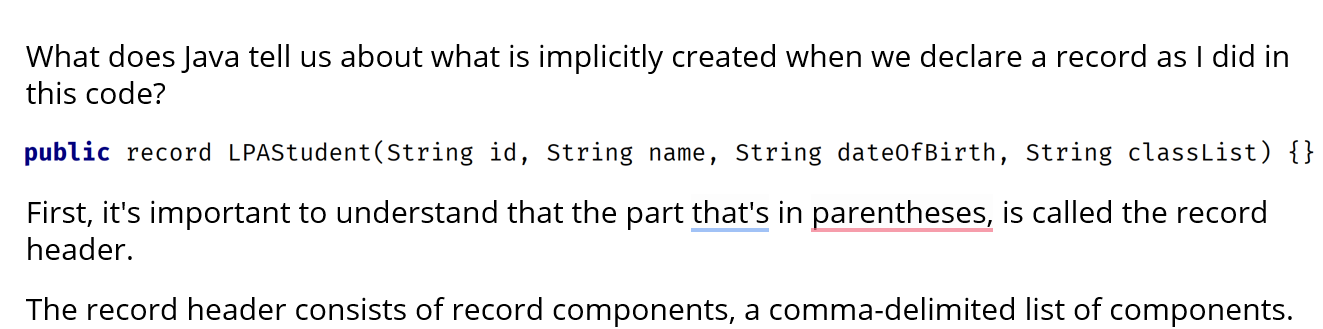 What does Java tell us about what is implicitly created when we declare a record as I did in
this code?
public record LPAStudent(String id, String name, String dateOfBirth, String classList) {}
First, it's important to understand that the part that's in parentheses, is called the record
header.
The record header consists of record components, a comma-delimited list of components.